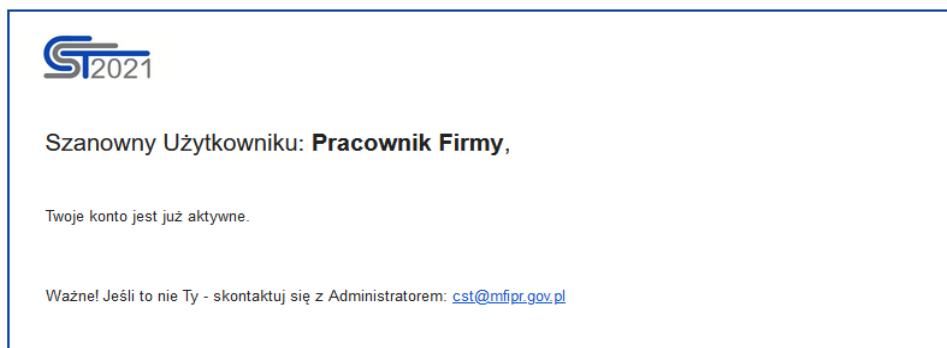 CST2021
Szanowny Użytkowniku: Pracownik Firmy,
Twoje konto jest już aktywne.
Ważne! Jeśli to nie Ty - skontaktuj się z Administratorem: cst@mfipr.gov.pl